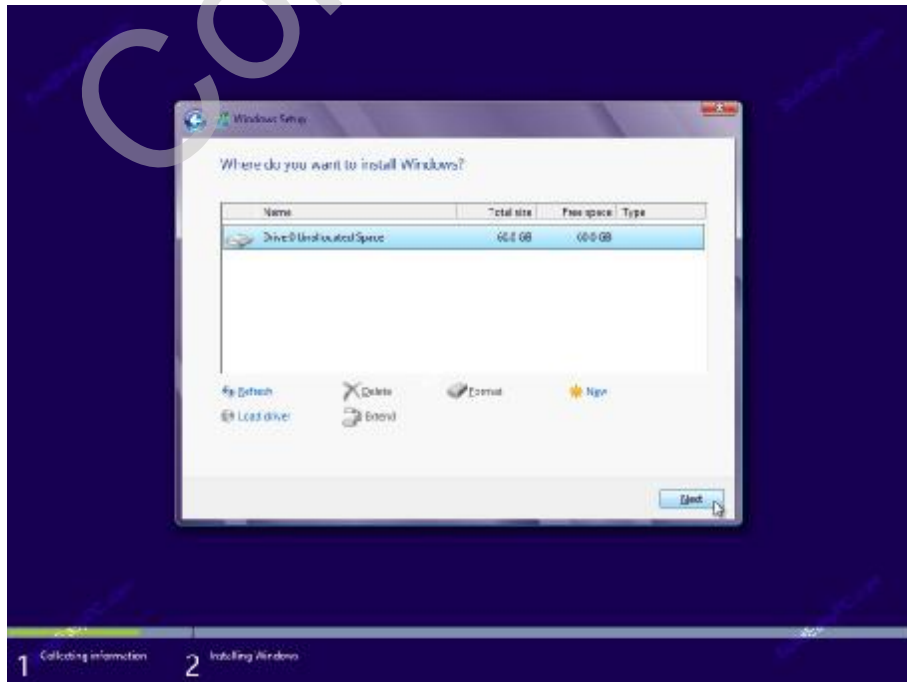 Windows Setup
Where do you want to install Windows?
Name Total size Free space Type
Drive 0 Unallocated Space 60.0 GB 60.0 GB
Refresh Delete Format New
Load driver Extend
Next
1 Collecting information 2 Installing Windows